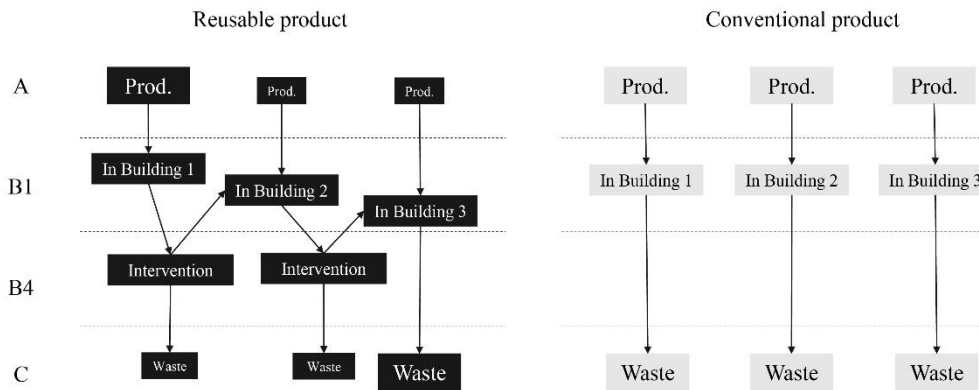 Reusable product
Conventional product
A
Prod.
Prod.
Prod.
Prod.
Prod.
Prod.
B1
In Building 1
In Building 2
In Building 3
In Building 1
In Building 2
In Building 3
B4
Intervention
Intervention
C
Waste
Waste
Waste
Waste
Waste
Waste